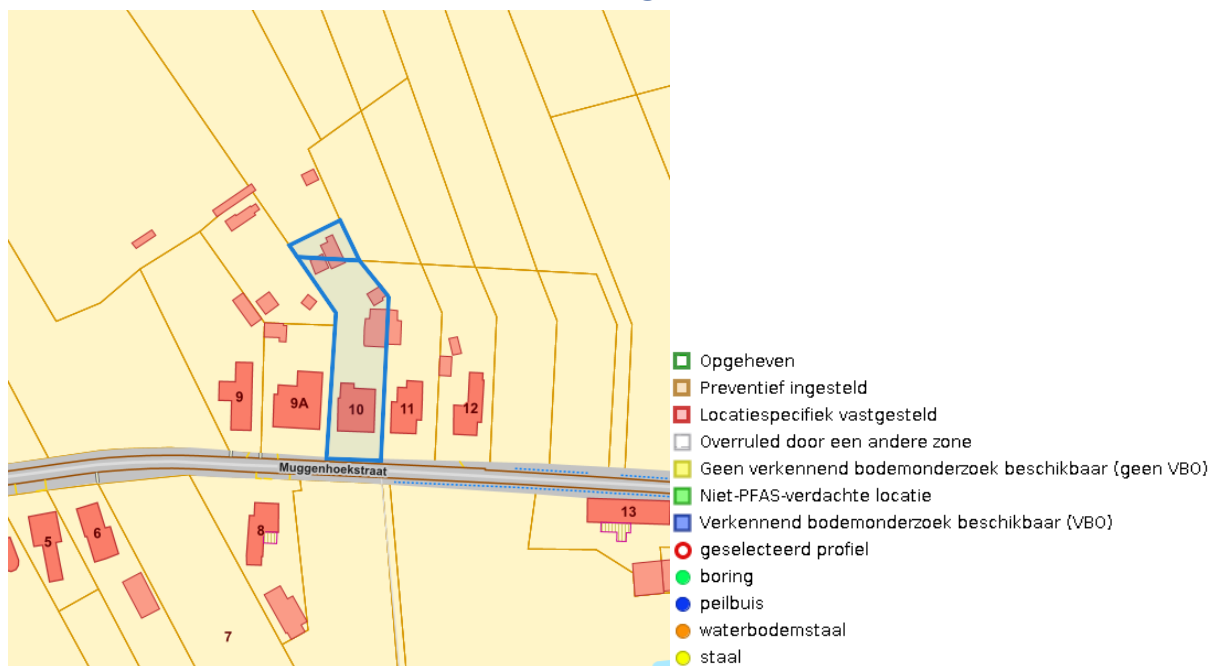 9
9A
10
11
12
Muggenhoekstraat
5
6
8
13
7
Opgeheven
Preventief ingesteld
Locatiespecifiek vastgesteld
Overruled door een andere zone
Geen verkennend bodemonderzoek beschikbaar (geen VBO)
Niet-PFAS-verdachte locatie
Verkennend bodemonderzoek beschikbaar (VBO)
geselecteerd profiel
boring
peilbuis
waterbodemstaal
staal